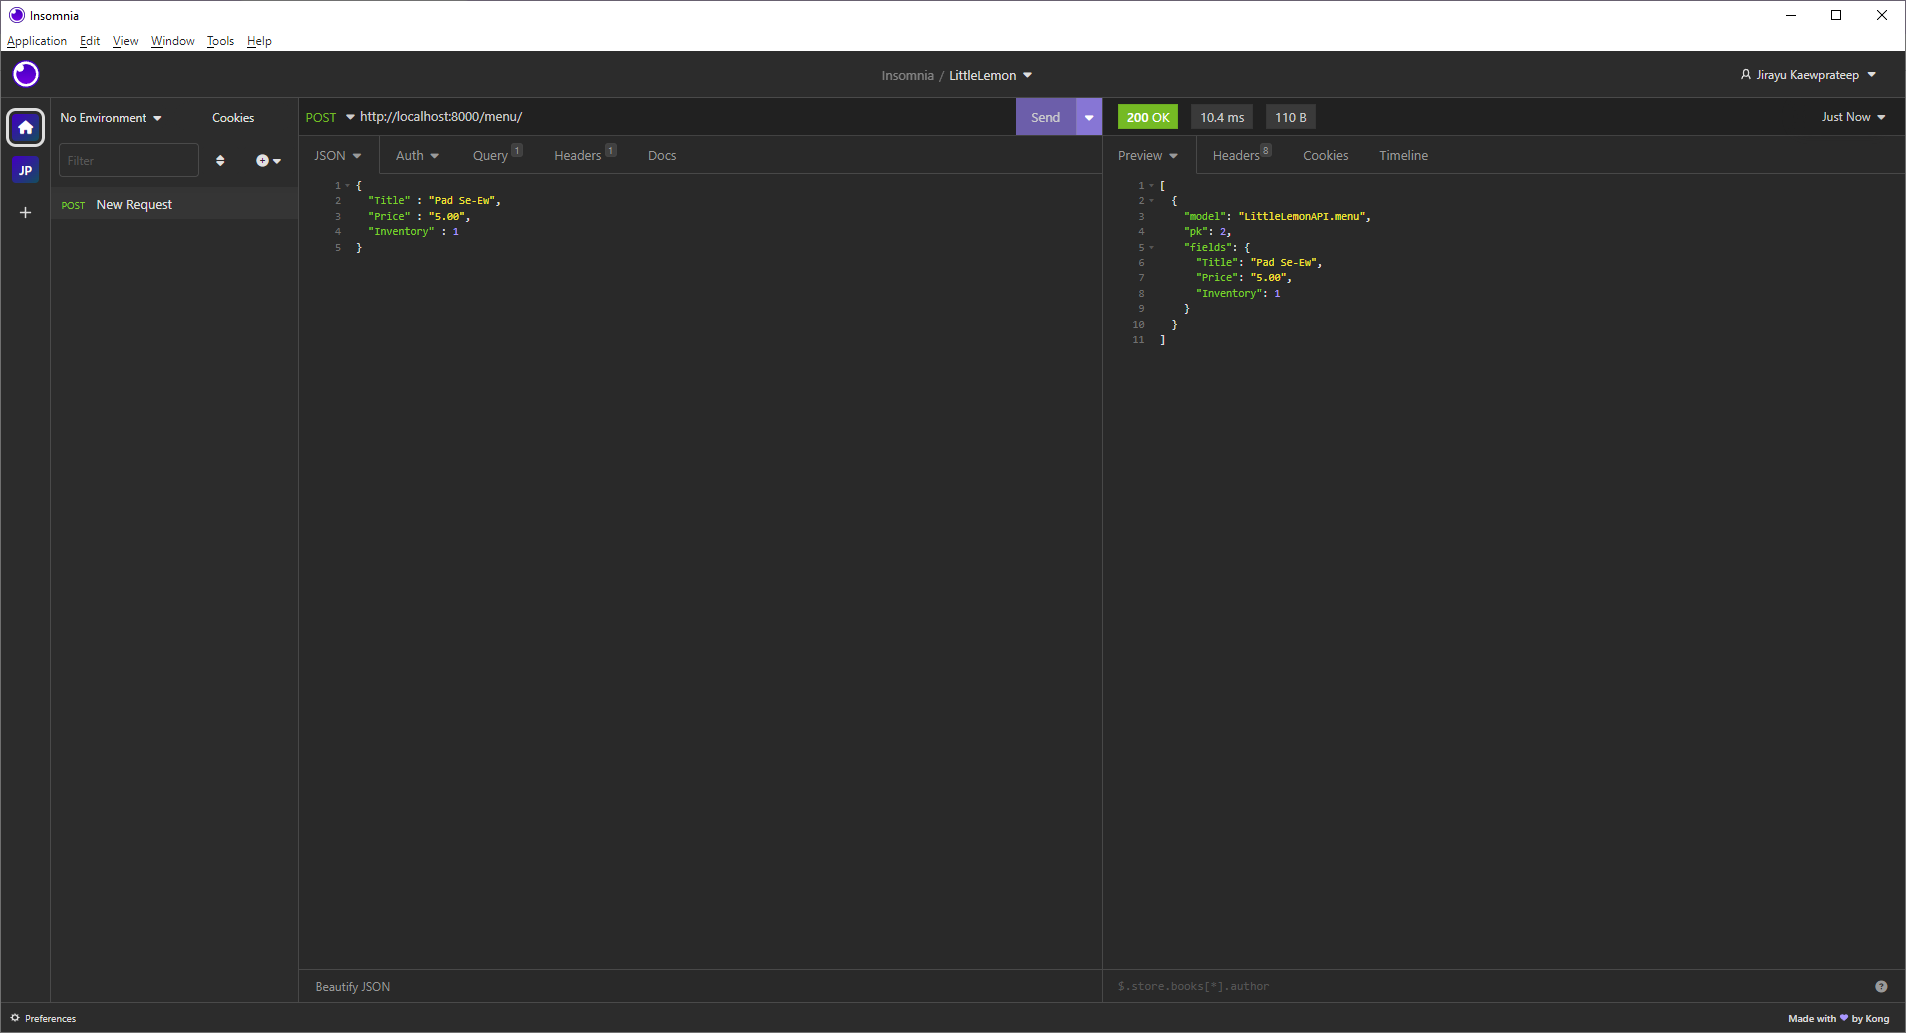 Insomnia
Application Edit View Window Tools Help
Insomnia / LittleLemon
Jirayu Kaewprateep
No Environment
Cookies
Filter
JP
POST New Request
POST http://localhost:8000/menu/
Send
JSON Auth Query 1 Headers 1 Docs
1 {
2 "Title" : "Pad Se-Ew",
3 "Price" : "5.00",
4 "Inventory" : 1
5 }
Beautify JSON
200 OK 10.4 ms 110 B
Just Now
Preview Headers 8 Cookies Timeline
1 [
2 {
3 "model": "LittleLemonAPI.menu",
4 "pk": 2,
5 "fields": {
6 "Title": "Pad Se-Ew",
7 "Price": "5.00",
8 "Inventory": 1
9 }
10 }
11 ]
$.store.books[*].author
?
Preferences
Made with ♥ by Kong